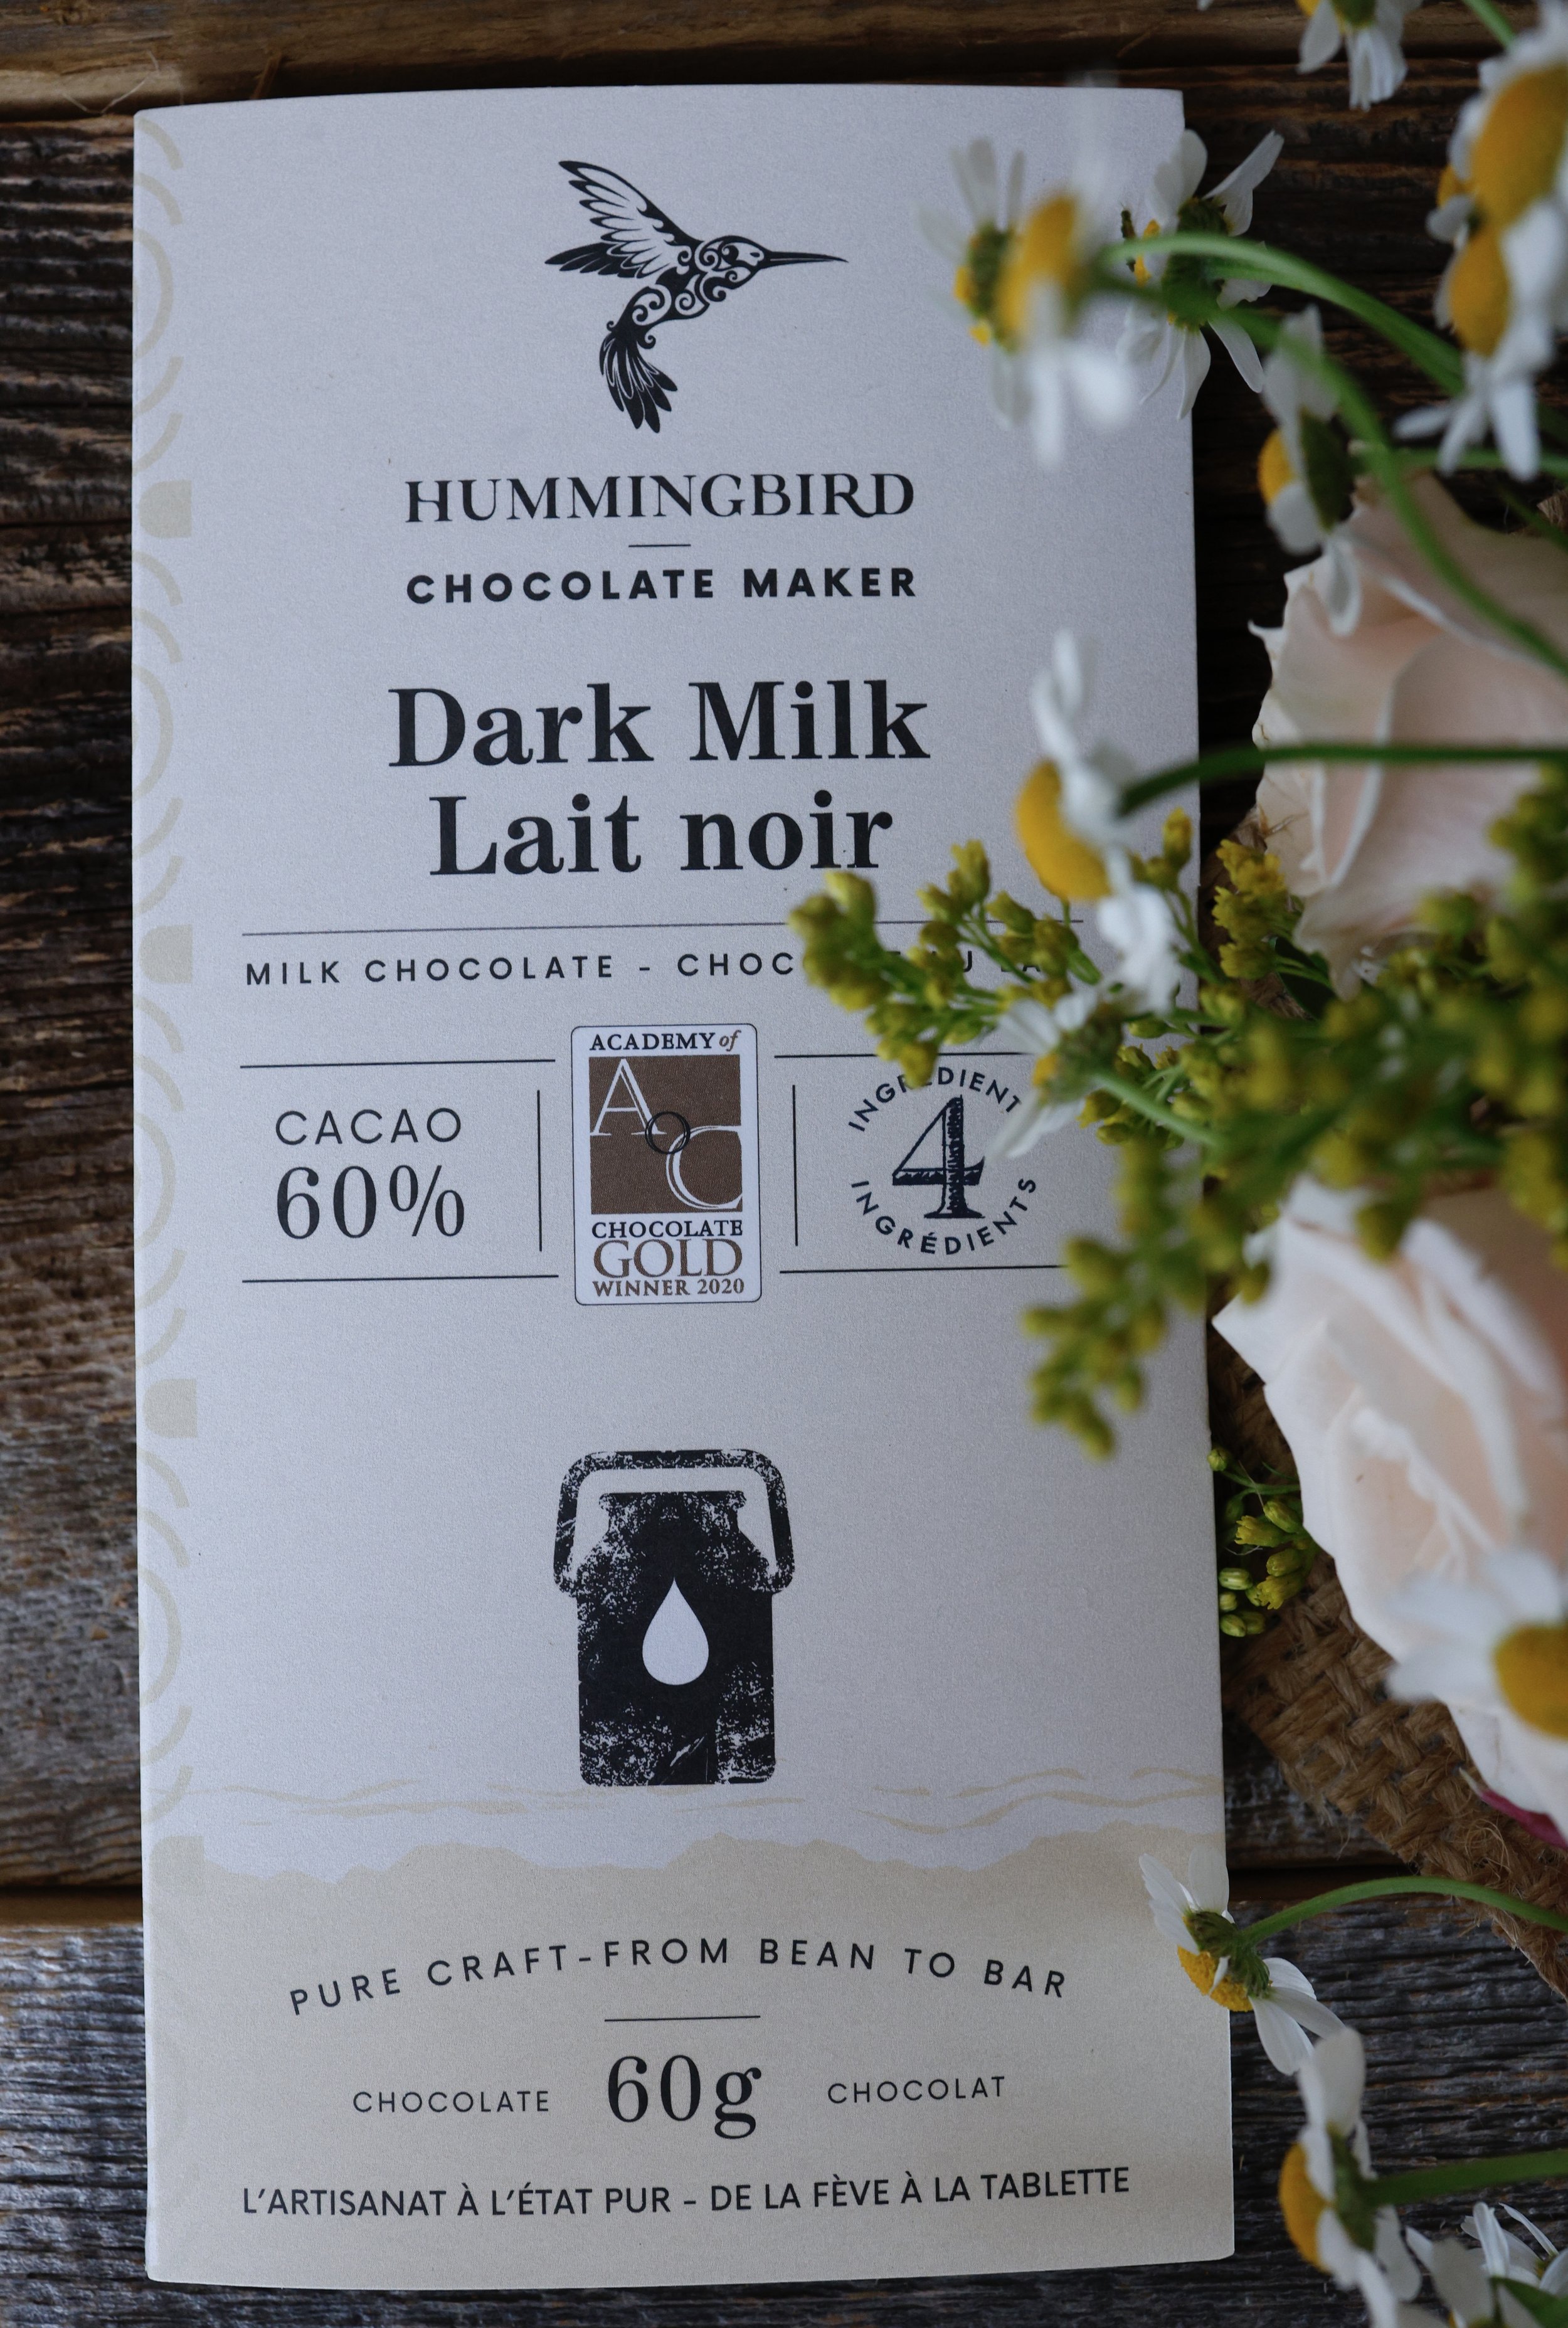 HUMMINGBIRD
CHOCOLATE MAKER
Dark Milk
Lait noir
MILK CHOCOLATE -
CACAO
60%
ACADEMY of
AOC
CHOCOLATE
GOLD
WINNER 2020
4
INGRÉDIENTS
PURE CRAFT-FROM BEAN TO BAR
CHOCOLATE 60g CHOCOLAT
L'ARTISANAT À L'ÉTAT PUR - DE LA FÈVE À LA TABLETTE